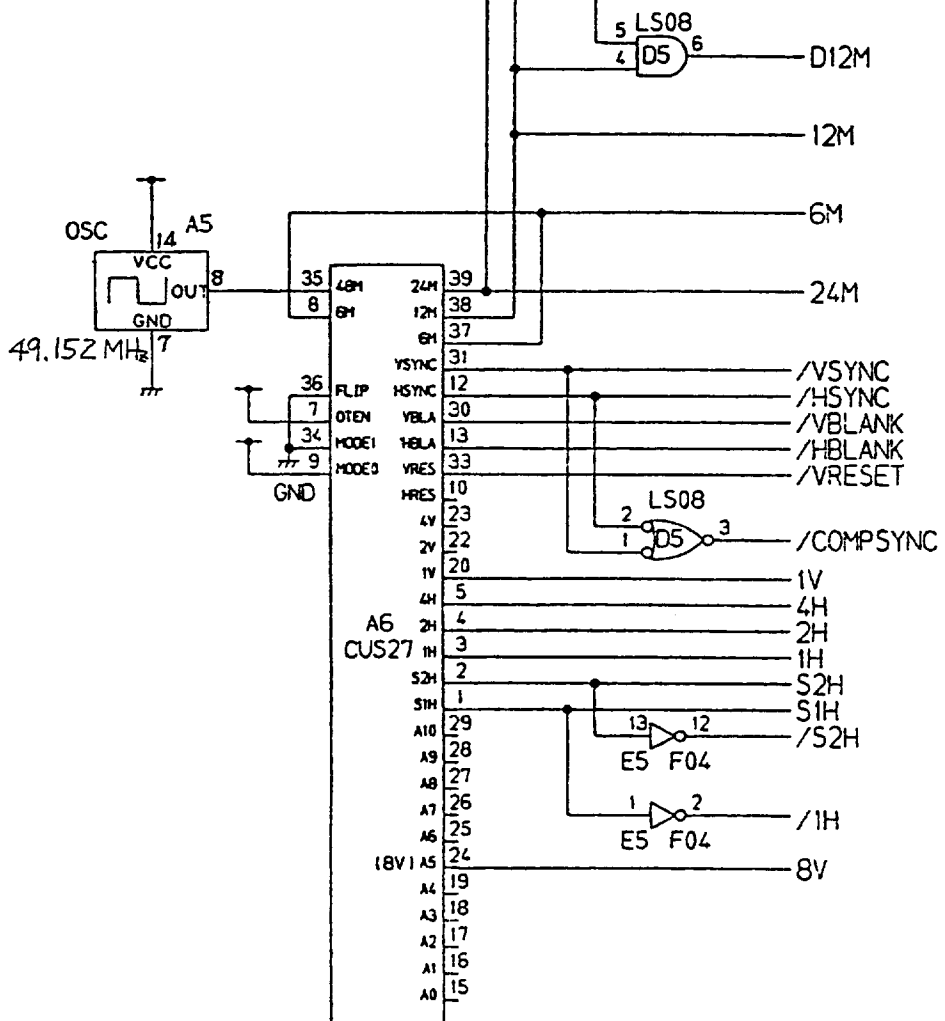 LS08
5 D5 6 D12M
4
12M
6M
OSC A5
14
VCC
OUT 8
GND
7
49.152 MHz
35 48M 24M 39 24M
8 6M 12M 38
6M 37
VSYNC 31 /VSYNC
36 FLIP HSYNC 12 /HSYNC
7 OTEN VBLA 30 /VBLANK
34 MODE1 HBLA 13 /HBLANK
9 MODE0 VRES 33 /VRESET
GND
HRES 10
LS08
4V 23
2 D5 3 /COMPSYNC
1
2V 22
1V 20 1V
4H 5 4H
A6
CUS27
2H 4 2H
1H 3 1H
S2H 2 S2H
S1H 1 S1H
A10 29
13 12 /S2H
E5 F04
A9 28
A8 27
A7 26
1 2 /1H
E5 F04
A6 25
(8V) A5 24 8V
A4 19
A3 18
A2 17
A1 16
A0 15